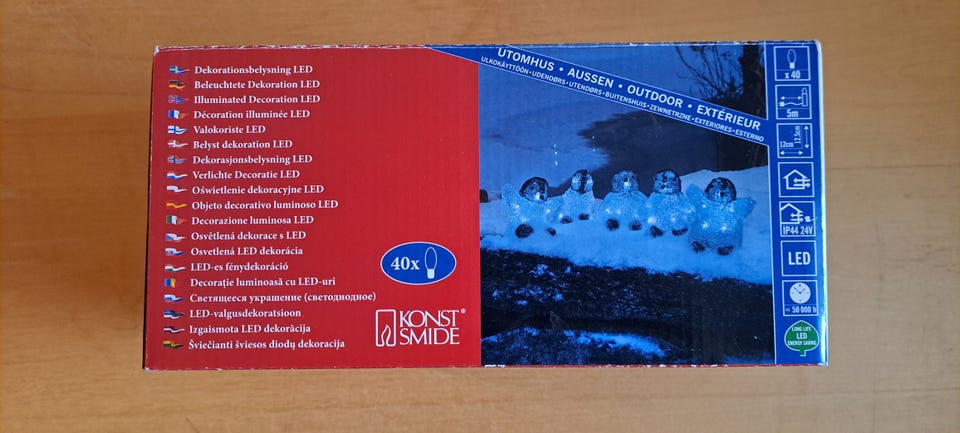 Dekorationsbelysning LED
Beleuchtete Dekoration LED
Illuminated Decoration LED
Décoration illuminée LED
Valokoriste LED
Belyst dekoration LED
Dekorasjonsbelysning LED
Verlichte Decoratie LED
Oświetlenie dekoracyjne LED
Objeto decorativo luminoso LED
Decorazione luminosa LED
Osvětlená dekorace s LED
Osvetlená LED dekorácia
LED-es fénydekoráció
Decorație luminoasă cu LED-uri
Светящееся украшение (светодиодное)
LED-valgusdekoratsioon
Izgaismota LED dekorācija
Šviečianti šviesos diodų dekoracija
40x
KONST®
SMIDE
UTOMHUS • AUSSEN • OUTDOOR • EXTÉRIEUR
ULKOKÄYTTÖÖN • UDENDØRS • UTENDØRS • BUITENSHUIS • ZEWNETRZNE • EXTERIORES • ESTERNO
x 40
5m
12cm
12,5cm
IP44 24V
LED
≈ 50 000 h
LONG LIFE
LED
ENERGY SAVING